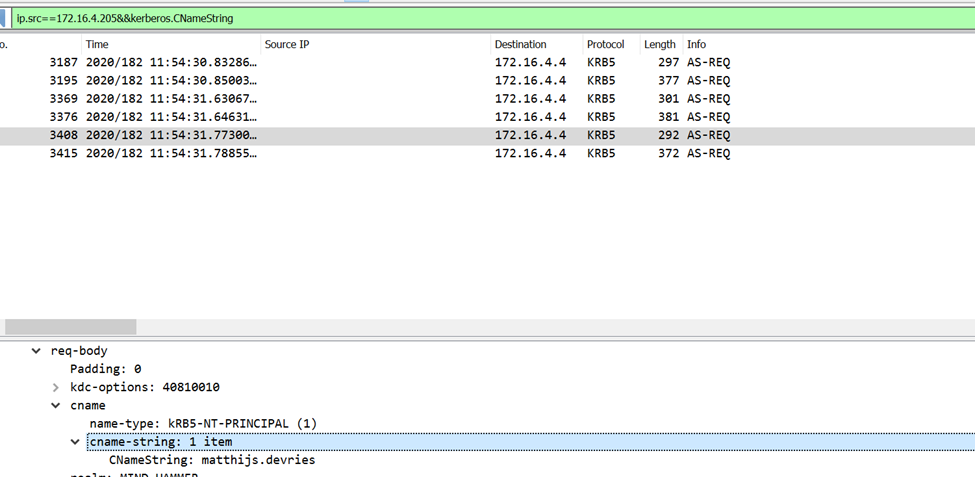 ip.src==172.16.4.205&&kerberos.CNameString
o. Time Source IP Destination Protocol Length Info
3187 2020/182 11:54:30.83286… 172.16.4.4 KRB5 297 AS-REQ
3195 2020/182 11:54:30.85003… 172.16.4.4 KRB5 377 AS-REQ
3369 2020/182 11:54:31.63067… 172.16.4.4 KRB5 301 AS-REQ
3376 2020/182 11:54:31.64631… 172.16.4.4 KRB5 381 AS-REQ
3408 2020/182 11:54:31.77300… 172.16.4.4 KRB5 292 AS-REQ
3415 2020/182 11:54:31.78855… 172.16.4.4 KRB5 372 AS-REQ
req-body
Padding: 0
kdc-options: 40810010
cname
name-type: kRB5-NT-PRINCIPAL (1)
cname-string: 1 item
CNameString: matthijs.devries
realm: MIND-HAMMER